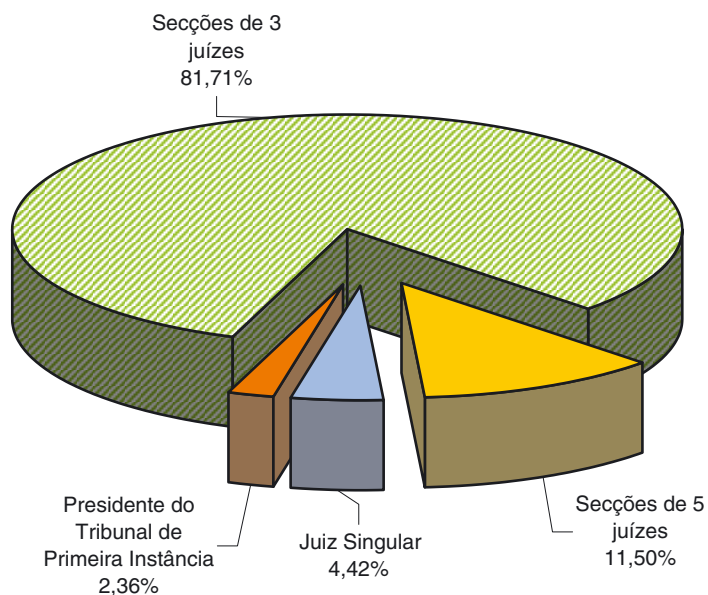 Secções de 3
juízes
81,71%
Presidente do
Tribunal de
Primeira Instância
2,36%
Juiz Singular
4,42%
Secções de 5
juízes
11,50%